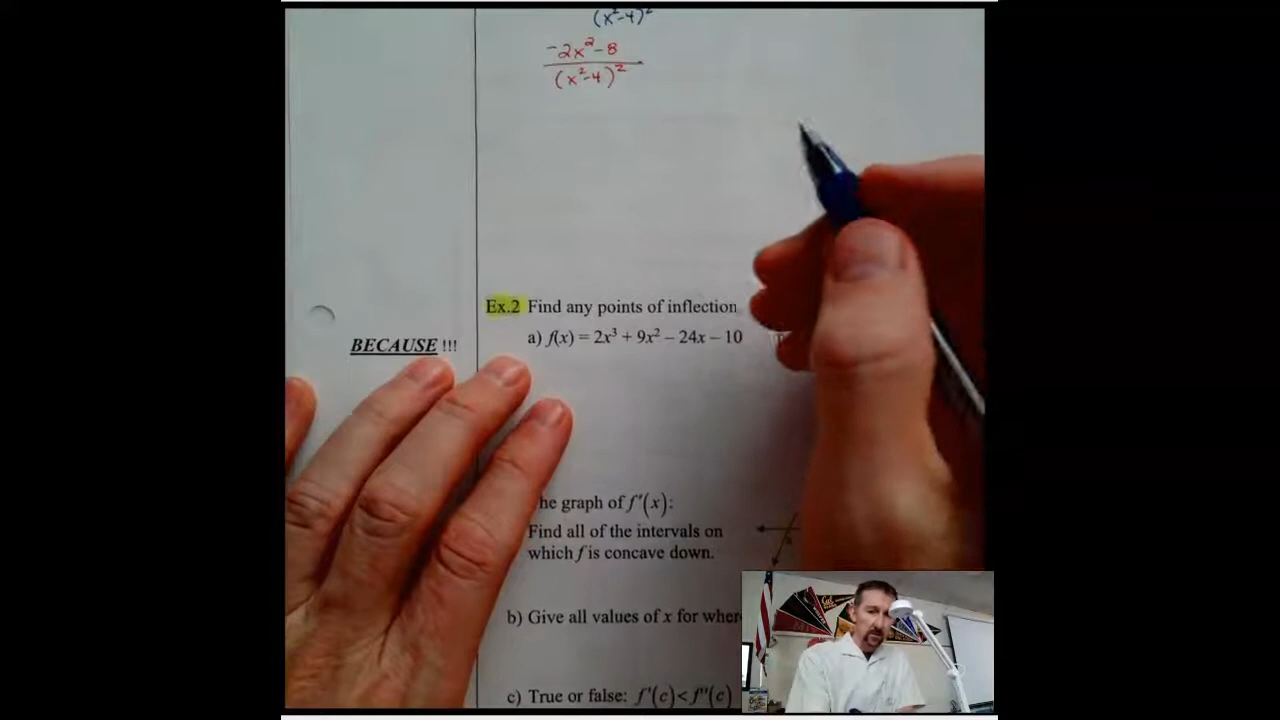 (x²-4)²
-2x²-8
(x²-4)²
Ex.2 Find any points of inflection
a) f(x) = 2x³ + 9x² – 24x – 10
BECAUSE !!!
he graph of f'(x):
Find all of the intervals on
which f is concave down.
b) Give all values of x for wher
c) True or false: f'(c) < f"(c)